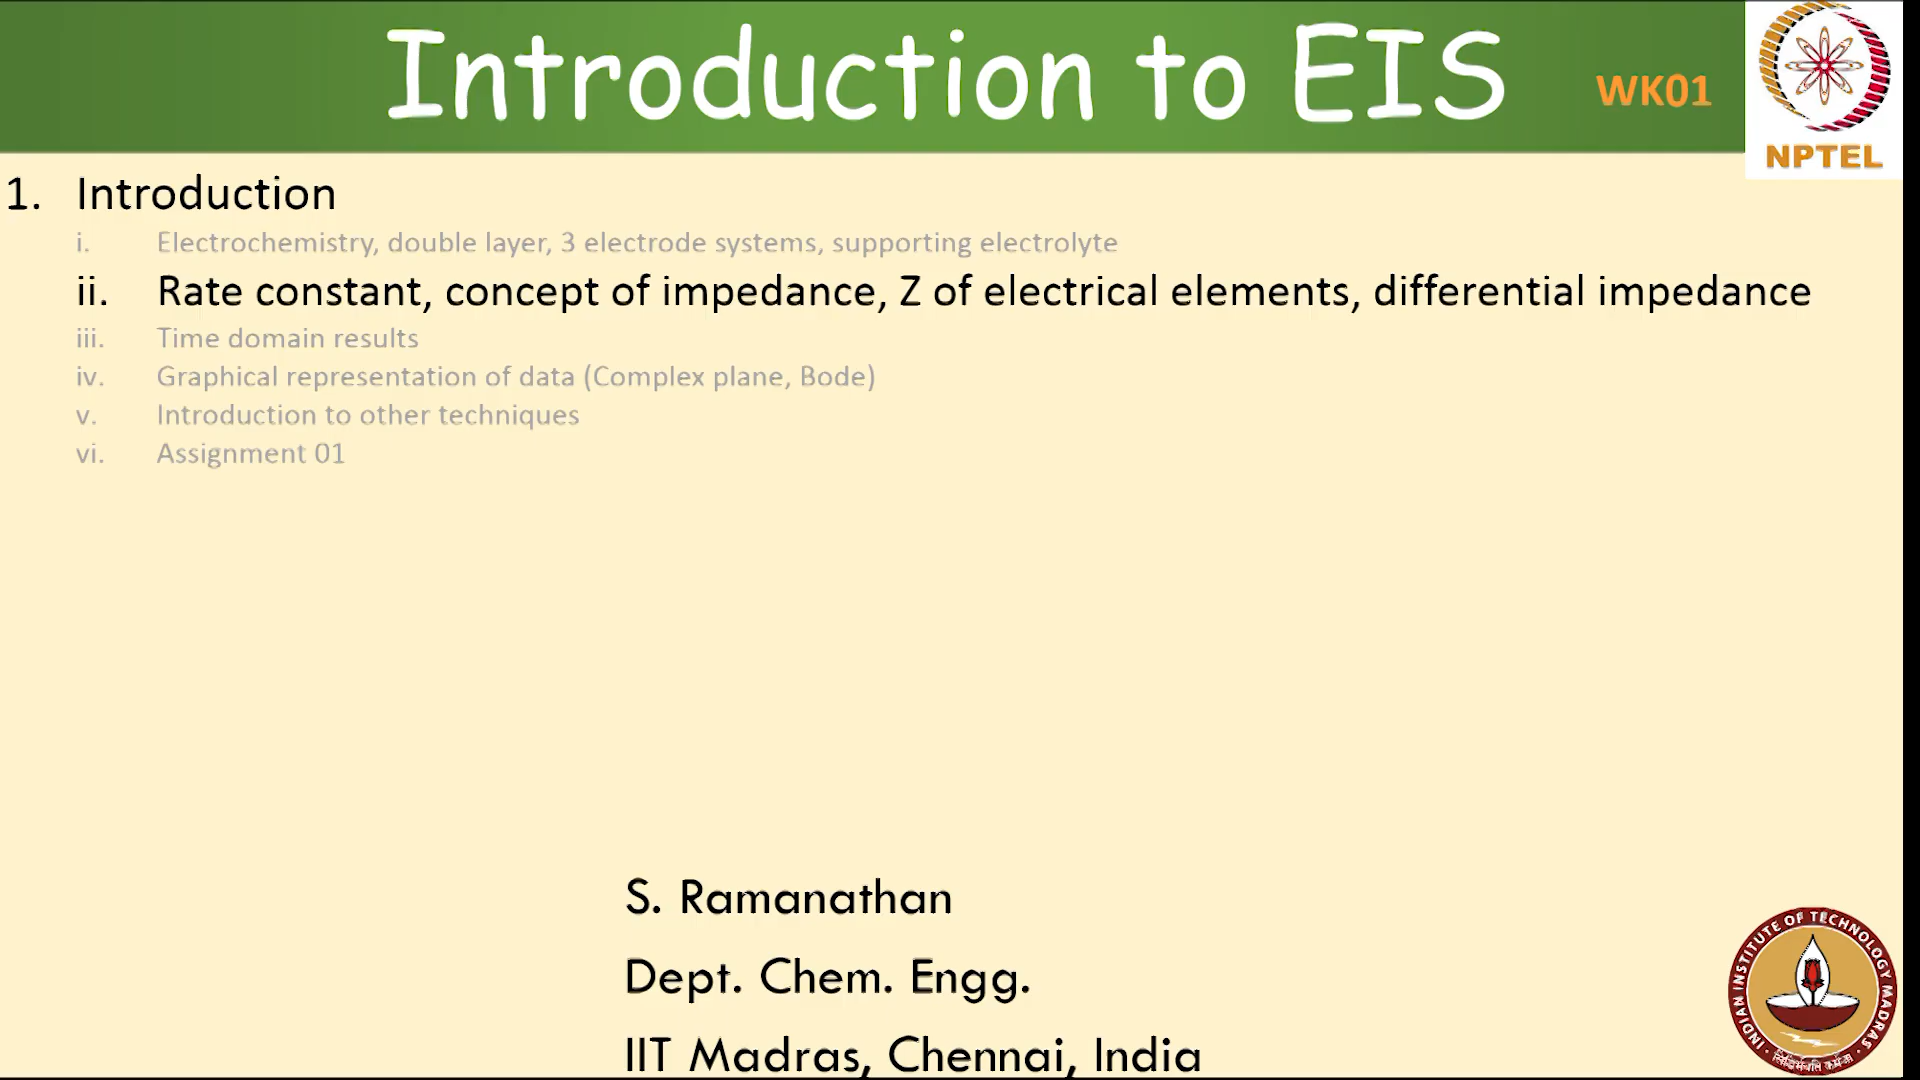 Introduction to EIS
WK01
NPTEL
1. Introduction
i. Electrochemistry, double layer, 3 electrode systems, supporting electrolyte
ii. Rate constant, concept of impedance, Z of electrical elements, differential impedance
iii. Time domain results
iv. Graphical representation of data (Complex plane, Bode)
v. Introduction to other techniques
vi. Assignment 01
S. Ramanathan
Dept. Chem. Engg.
IIT Madras, Chennai, India
INDIAN INSTITUTE OF TECHNOLOGY MADRAS